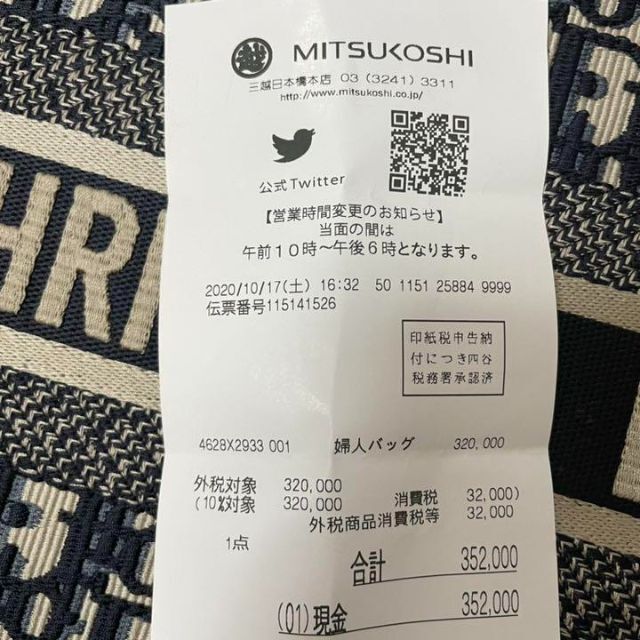 越 MITSUKOSHI
三越日本橋本店 03 (3241) 3311
http://www.mitsukoshi.co.jp/
公式Twitter
【営業時間変更のお知らせ】
当面の間は
午前10時~午後6時となります。
2020/10/17(土) 16:32 50 1151 25884 9999
伝票番号115141526
印紙税申告納
付につき四谷
税務署承認済
4628X2933 001 婦人バッグ 320,000
外税対象 320,000
(10%対象 320,000 消費税 32,000)
外税商品消費税等 32,000
1点
合計 352,000
(01)現金 352,000
HRI